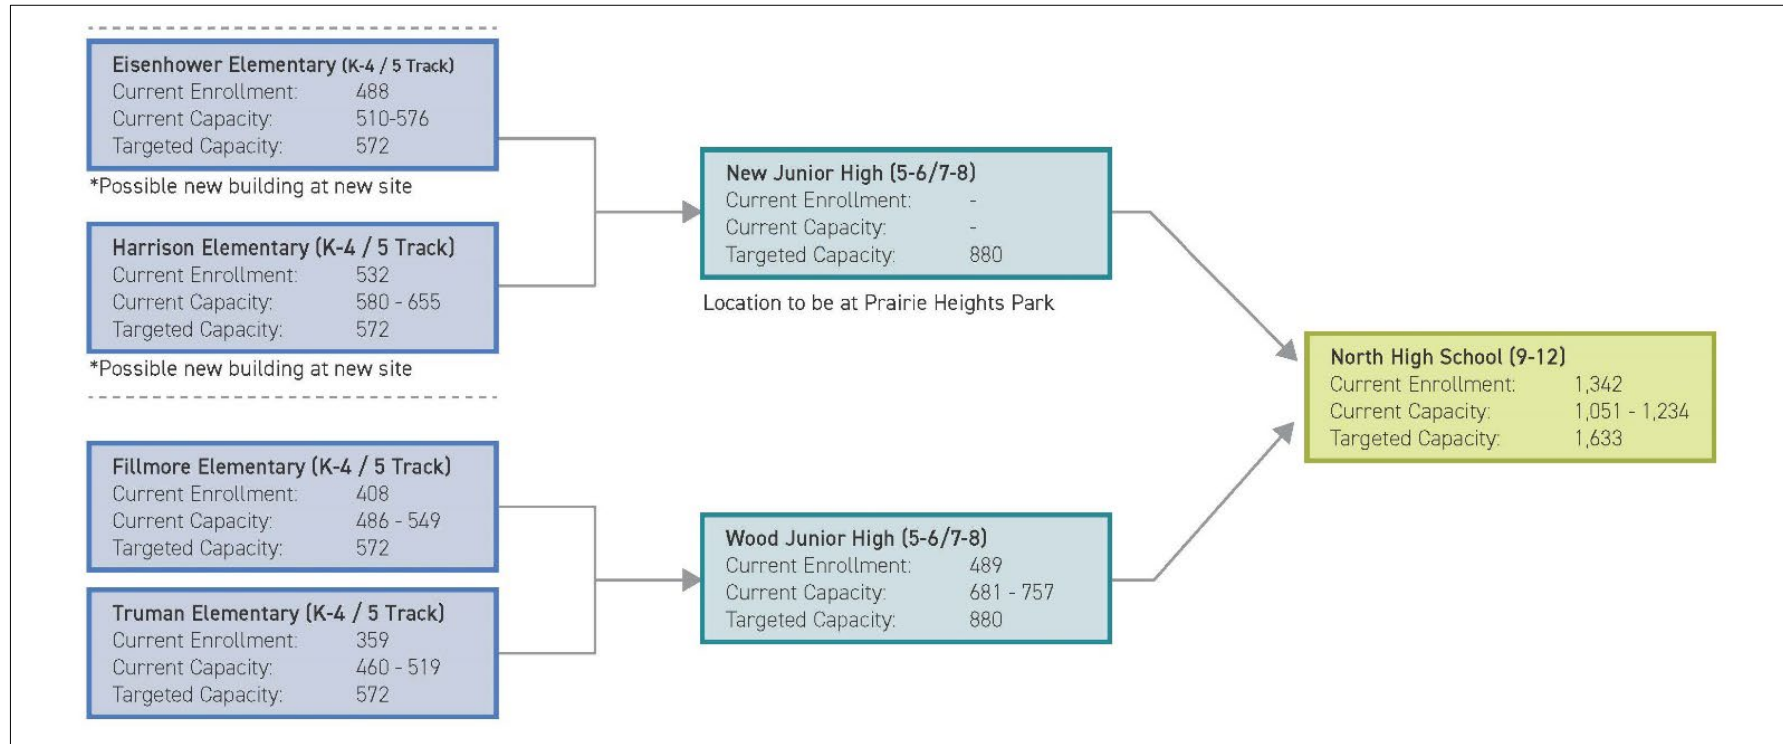 Eisenhower Elementary (K-4 / 5 Track)
Current Enrollment: 488
Current Capacity: 510-576
Targeted Capacity: 572
*Possible new building at new site
Harrison Elementary (K-4 / 5 Track)
Current Enrollment: 532
Current Capacity: 580 - 655
Targeted Capacity: 572
*Possible new building at new site
Fillmore Elementary (K-4 / 5 Track)
Current Enrollment: 408
Current Capacity: 486 - 549
Targeted Capacity: 572
Truman Elementary (K-4 / 5 Track)
Current Enrollment: 359
Current Capacity: 460 - 519
Targeted Capacity: 572
New Junior High (5-6/7-8)
Current Enrollment: -
Current Capacity: -
Targeted Capacity: 880
Location to be at Prairie Heights Park
Wood Junior High (5-6/7-8)
Current Enrollment: 489
Current Capacity: 681 - 757
Targeted Capacity: 880
North High School (9-12)
Current Enrollment: 1,342
Current Capacity: 1,051 - 1,234
Targeted Capacity: 1,633